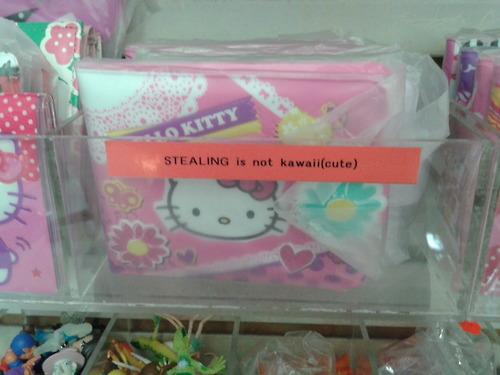 HELLO KITTY
STEALING is not kawaii(cute)